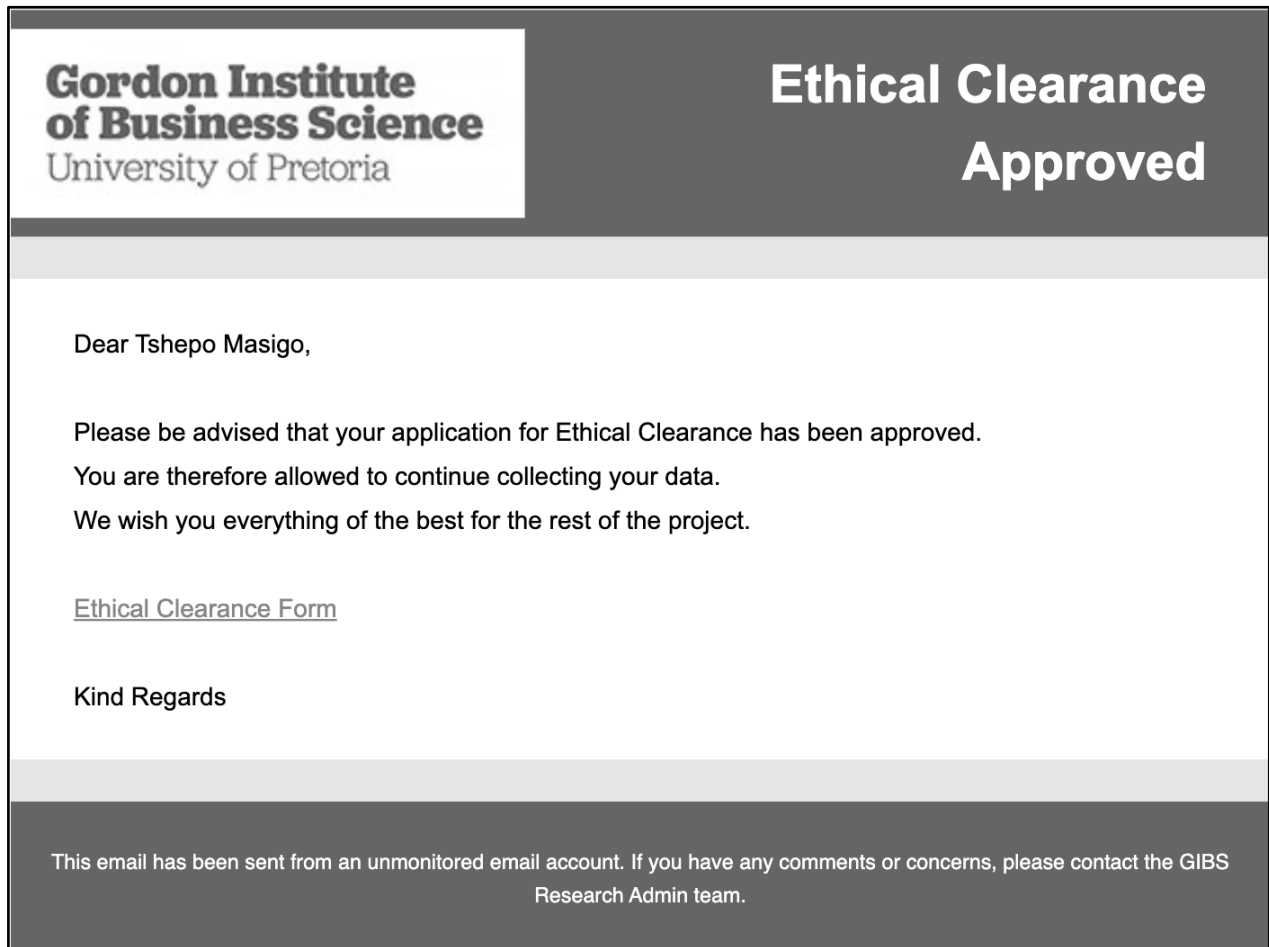 Gordon Institute
of Business Science
University of Pretoria
Ethical Clearance
Approved
Dear Tshepo Masigo,
Please be advised that your application for Ethical Clearance has been approved.
You are therefore allowed to continue collecting your data.
We wish you everything of the best for the rest of the project.
Ethical Clearance Form
Kind Regards
This email has been sent from an unmonitored email account. If you have any comments or concerns, please contact the GIBS
Research Admin team.